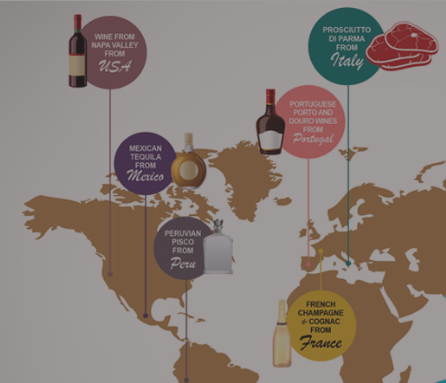 WINE FROM
NAPA VALLEY
FROM
USA
PROSCIUTTO
DI PARMA
FROM
Italy
PORTUGUESE
PORTO AND
DOURO WINES
FROM
Portugal
MEXICAN
TEQUILA
FROM
Mexico
PERUVIAN
PISCO
FROM
Peru
FRENCH
CHAMPAGNE
& COGNAC
FROM
France